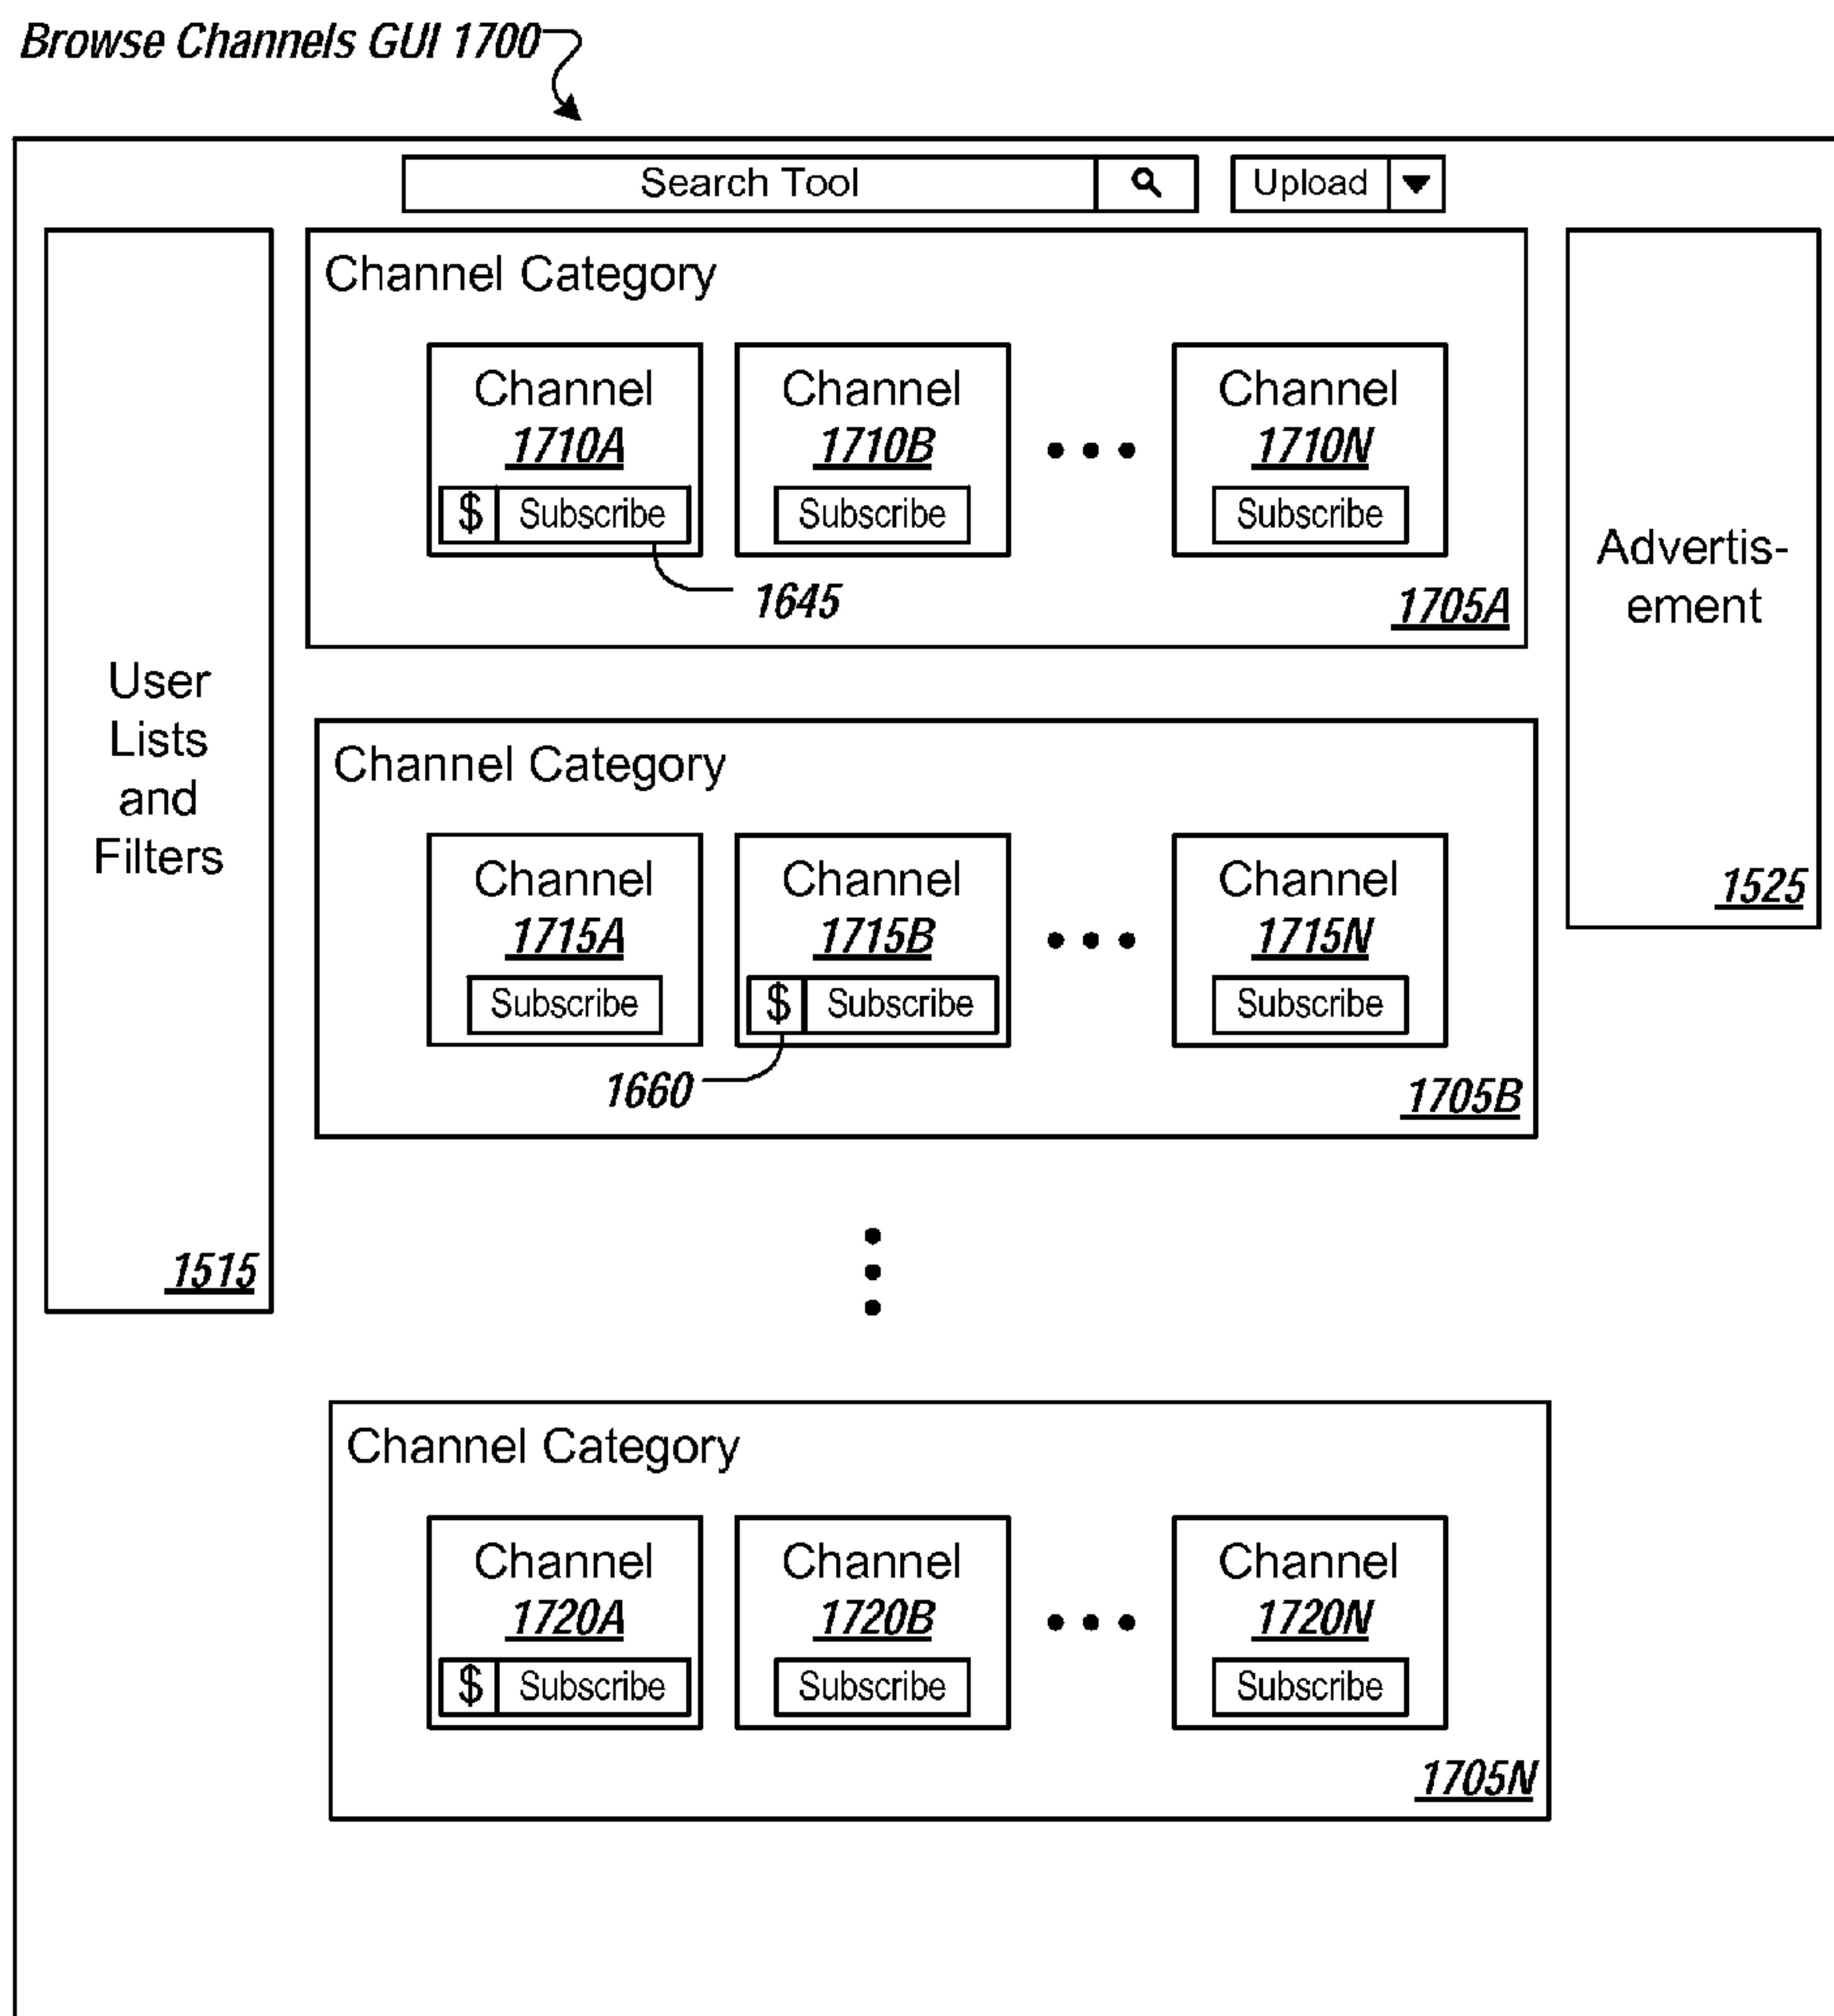 Browse Channels GUI 1700
Search Tool
Upload
Channel Category
Channel
1710A
$ Subscribe
Channel
1710B
Subscribe
Channel
1710N
Subscribe
1645
1705A
User
Lists
and
Filters
1515
Advertis-
ement
1525
Channel Category
Channel
1715A
Subscribe
Channel
1715B
$ Subscribe
Channel
1715N
Subscribe
1660
1705B
Channel Category
Channel
1720A
$ Subscribe
Channel
1720B
Subscribe
Channel
1720N
Subscribe
1705N